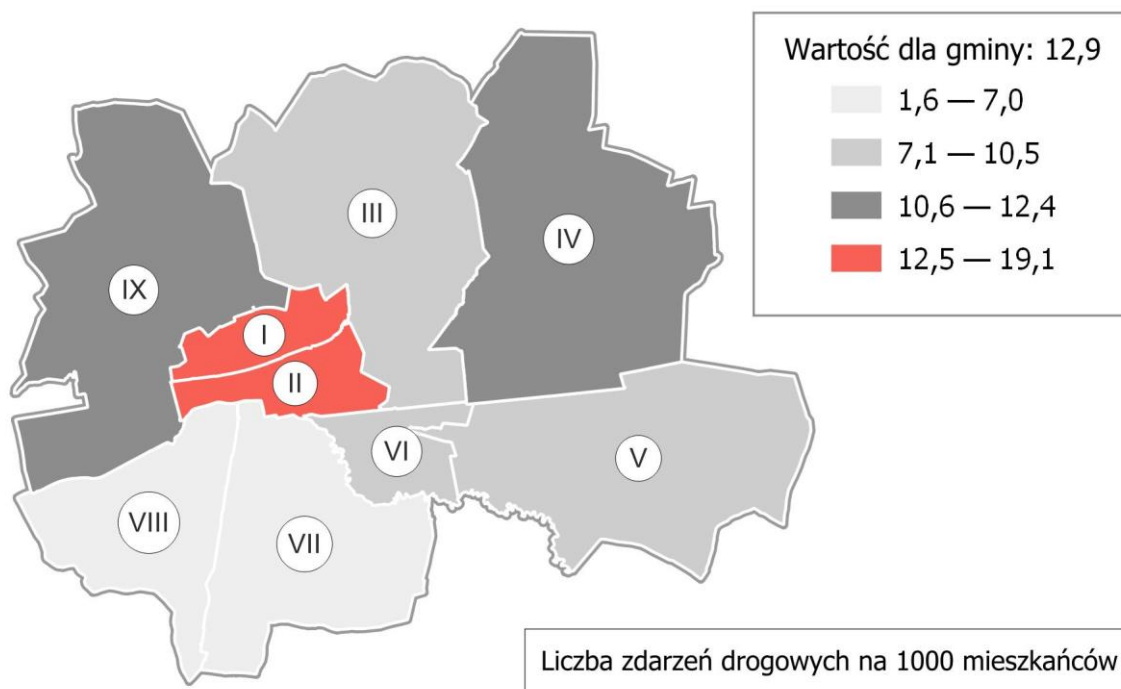 Wartość dla gminy: 12,9
1,6 — 7,0
7,1 — 10,5
10,6 — 12,4
12,5 — 19,1
III
IV
IX
I
II
VI
V
VIII
VII
Liczba zdarzeń drogowych na 1000 mieszkańców